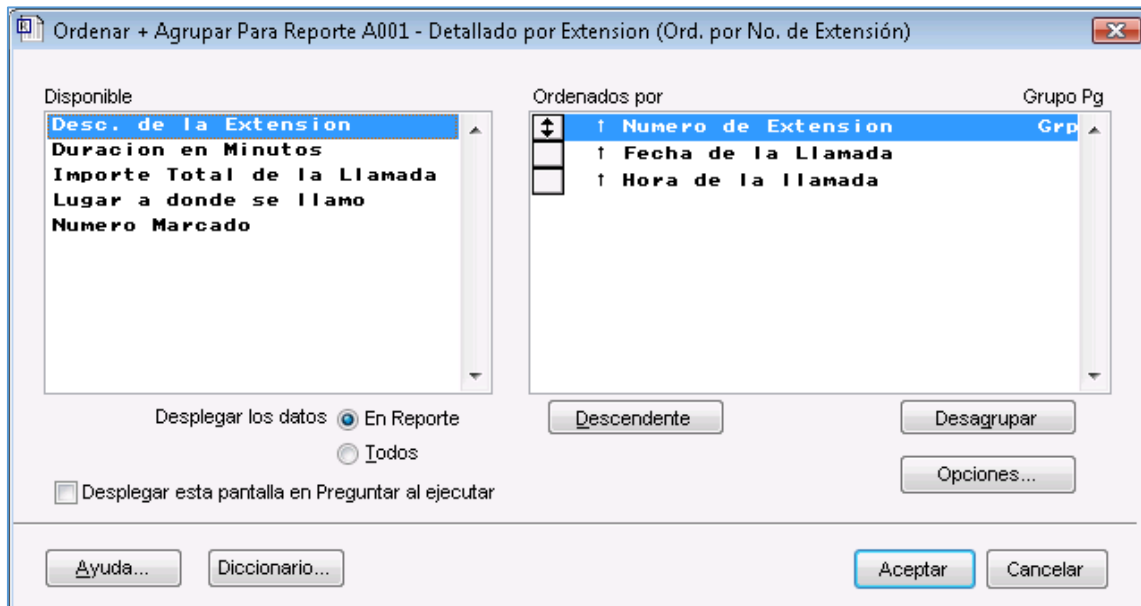 Ordenar + Agrupar Para Reporte A001 - Detallado por Extension (Ord. por No. de Extensión)
Disponible
Desc. de la Extension
Duracion en Minutos
Importe Total de la Llamada
Lugar a donde se llamo
Numero Marcado
Ordenados por Grupo Pg
↑ Numero de Extension Grp
↑ Fecha de la Llamada
↑ Hora de la llamada
Desplegar los datos En Reporte
Todos
Desplegar esta pantalla en Preguntar al ejecutar
Descendente Desagrupar
Opciones...
Ayuda... Diccionario... Aceptar Cancelar